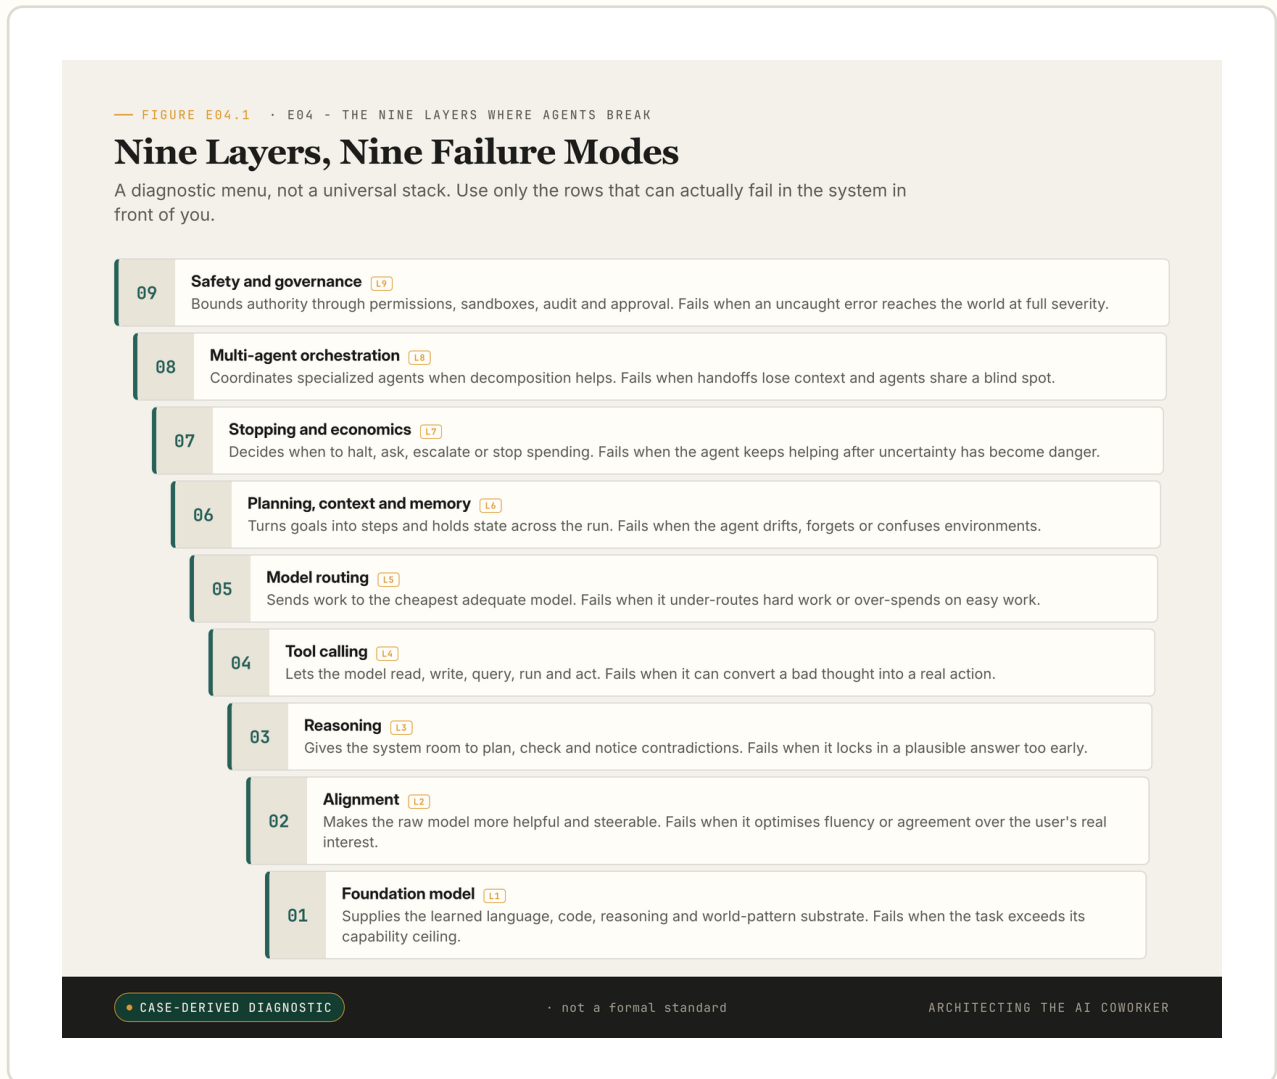 FIGURE E04.1 · E04 - THE NINE LAYERS WHERE AGENTS BREAK
Nine Layers, Nine Failure Modes
A diagnostic menu, not a universal stack. Use only the rows that can actually fail in the system in
front of you.
09
Safety and governance L9
Bounds authority through permissions, sandboxes, audit and approval. Fails when an uncaught error reaches the world at full severity.
08
Multi-agent orchestration L8
Coordinates specialized agents when decomposition helps. Fails when handoffs lose context and agents share a blind spot.
07
Stopping and economics L7
Decides when to halt, ask, escalate or stop spending. Fails when the agent keeps helping after uncertainty has become danger.
06
Planning, context and memory L6
Turns goals into steps and holds state across the run. Fails when the agent drifts, forgets or confuses environments.
05
Model routing L5
Sends work to the cheapest adequate model. Fails when it under-routes hard work or over-spends on easy work.
04
Tool calling L4
Lets the model read, write, query, run and act. Fails when it can convert a bad thought into a real action.
03
Reasoning L3
Gives the system room to plan, check and notice contradictions. Fails when it locks in a plausible answer too early.
02
Alignment L2
Makes the raw model more helpful and steerable. Fails when it optimises fluency or agreement over the user's real
interest.
01
Foundation model L1
Supplies the learned language, code, reasoning and world-pattern substrate. Fails when the task exceeds its
capability ceiling.
CASE-DERIVED DIAGNOSTIC · not a formal standard ARCHITECTING THE AI COWORKER